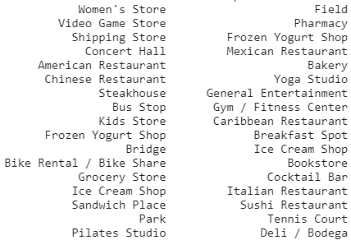 Women's Store Field
Video Game Store Pharmacy
Shipping Store Frozen Yogurt Shop
Concert Hall Mexican Restaurant
American Restaurant Bakery
Chinese Restaurant Yoga Studio
Steakhouse General Entertainment
Bus Stop Gym / Fitness Center
Kids Store Caribbean Restaurant
Frozen Yogurt Shop Breakfast Spot
Bridge Ice Cream Shop
Bike Rental / Bike Share Bookstore
Grocery Store Cocktail Bar
Ice Cream Shop Italian Restaurant
Sandwich Place Sushi Restaurant
Park Tennis Court
Pilates Studio Deli / Bodega